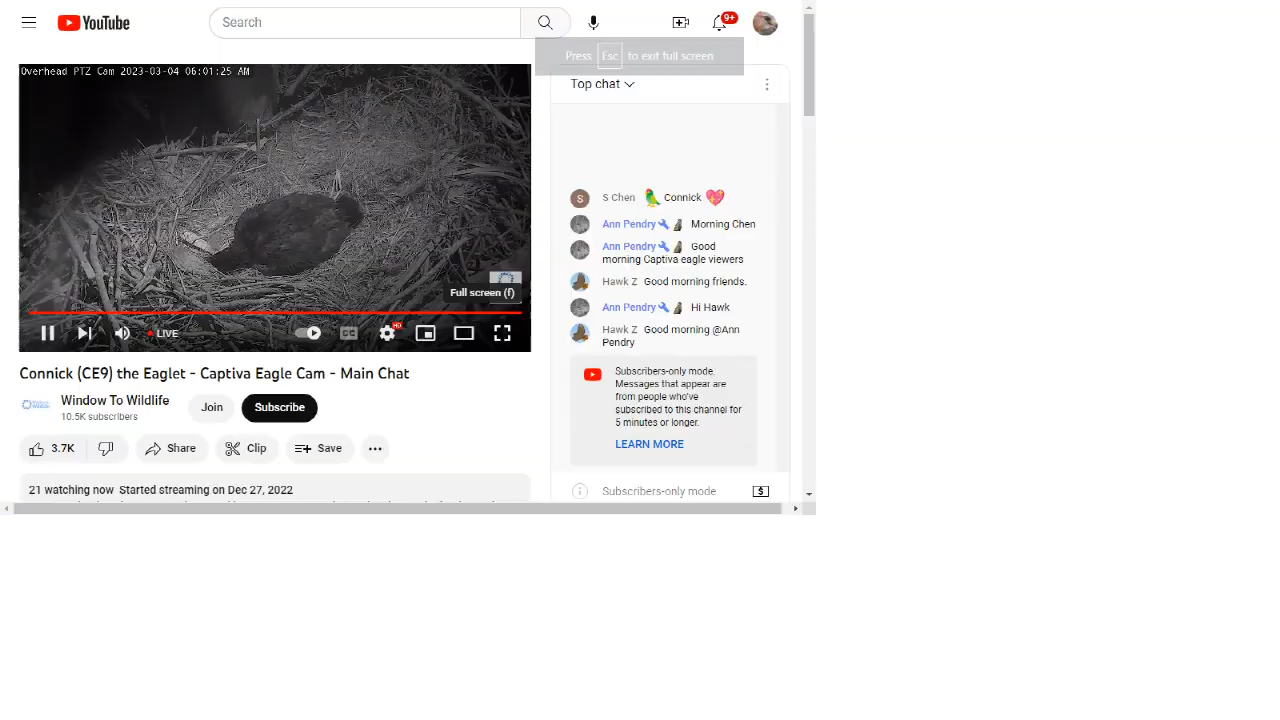 YouTube
Search
9+
Press Esc to exit full screen
Overhead PTZ Cam 2023-03-04 06:01:25 AM
Top chat
S
S Chen Connick
Ann Pendry Morning Chen
Ann Pendry Good
morning Captiva eagle viewers
Hawk Z Good morning friends.
Ann Pendry Hi Hawk
Hawk Z Good morning @Ann
Pendry
Full screen (f)
LIVE
CC
HD
Connick (CE9) the Eaglet - Captiva Eagle Cam - Main Chat
Window To Wildlife
10.5K subscribers
Join
Subscribe
Subscribers-only mode.
Messages that appear are
from people who've
subscribed to this channel for
5 minutes or longer.
LEARN MORE
3.7K
Share
Clip
Save
21 watching now Started streaming on Dec 27, 2022
Subscribers-only mode
$